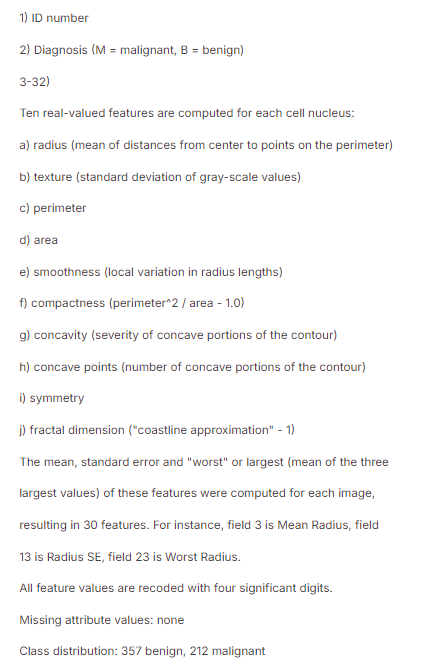 1) ID number
2) Diagnosis (M = malignant, B = benign)
3-32)
Ten real-valued features are computed for each cell nucleus:
a) radius (mean of distances from center to points on the perimeter)
b) texture (standard deviation of gray-scale values)
c) perimeter
d) area
e) smoothness (local variation in radius lengths)
f) compactness (perimeter^2 / area - 1.0)
g) concavity (severity of concave portions of the contour)
h) concave points (number of concave portions of the contour)
i) symmetry
j) fractal dimension ("coastline approximation" - 1)
The mean, standard error and "worst" or largest (mean of the three
largest values) of these features were computed for each image,
resulting in 30 features. For instance, field 3 is Mean Radius, field
13 is Radius SE, field 23 is Worst Radius.
All feature values are recoded with four significant digits.
Missing attribute values: none
Class distribution: 357 benign, 212 malignant